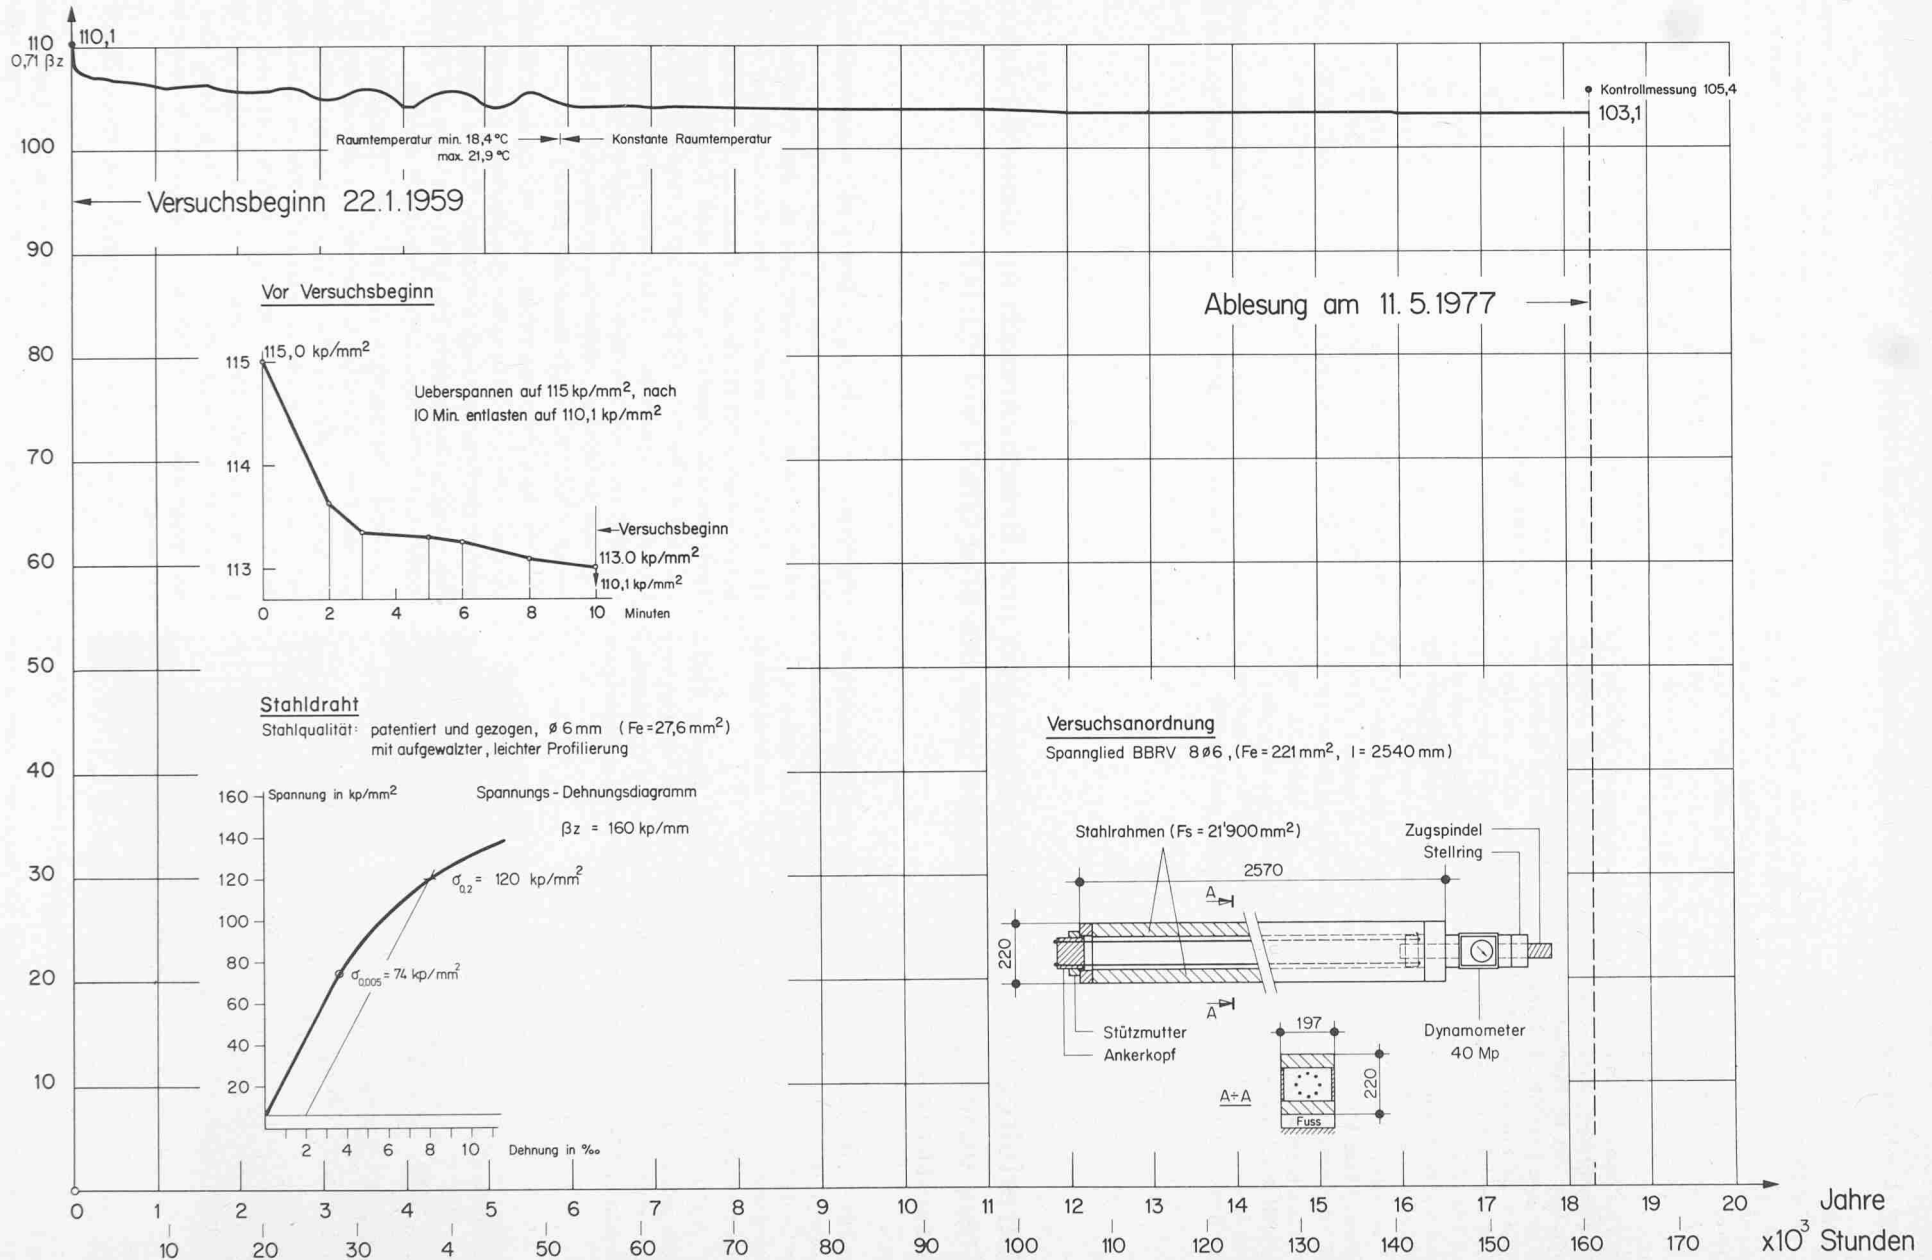 110
0,71 βz
110,1
Kontrollmessung 105,4
103,1
Raumtemperatur min. 18,4 °C
max. 21,9 °C
Konstante Raumtemperatur
100
Versuchsbeginn 22.1.1959
90
Vor Versuchsbeginn
Ablesung am 11.5.1977
80
115
115,0 kp/mm²
Ueberspannen auf 115 kp/mm², nach
10 Min. entlasten auf 110,1 kp/mm²
70
114
Versuchsbeginn
60
113
113.0 kp/mm²
110,1 kp/mm²
0 2 4 6 8 10 Minuten
50
Stahldraht
Stahlqualität: patentiert und gezogen, ø 6 mm (Fe = 27,6 mm²)
mit aufgewalzter, leichter Profilierung
40
160 Spannung in kp/mm²
Spannungs - Dehnungsdiagramm
βz = 160 kp/mm
140
30
120
σ0,2 = 120 kp/mm²
100
80
σ0,005 = 74 kp/mm²
20
60
40
10
20
2 4 6 8 10 Dehnung in ‰
Versuchsanordnung
Spannglied BBRV 8 ø 6, (Fe = 221 mm², l = 2540 mm)
Stahlrahmen (Fs = 21'900 mm²)
Zugspindel
Stellring
2570
A
220
A
Stützmutter
Ankerkopf
197
Dynamometer
40 Mp
220
A÷A
Fuss
0 1 2 3 4 5 6 7 8 9 10 11 12 13 14 15 16 17 18 19 20 Jahre
10 20 30 4 50 60 70 80 90 100 110 120 130 140 150 160 170 x10³ Stunden